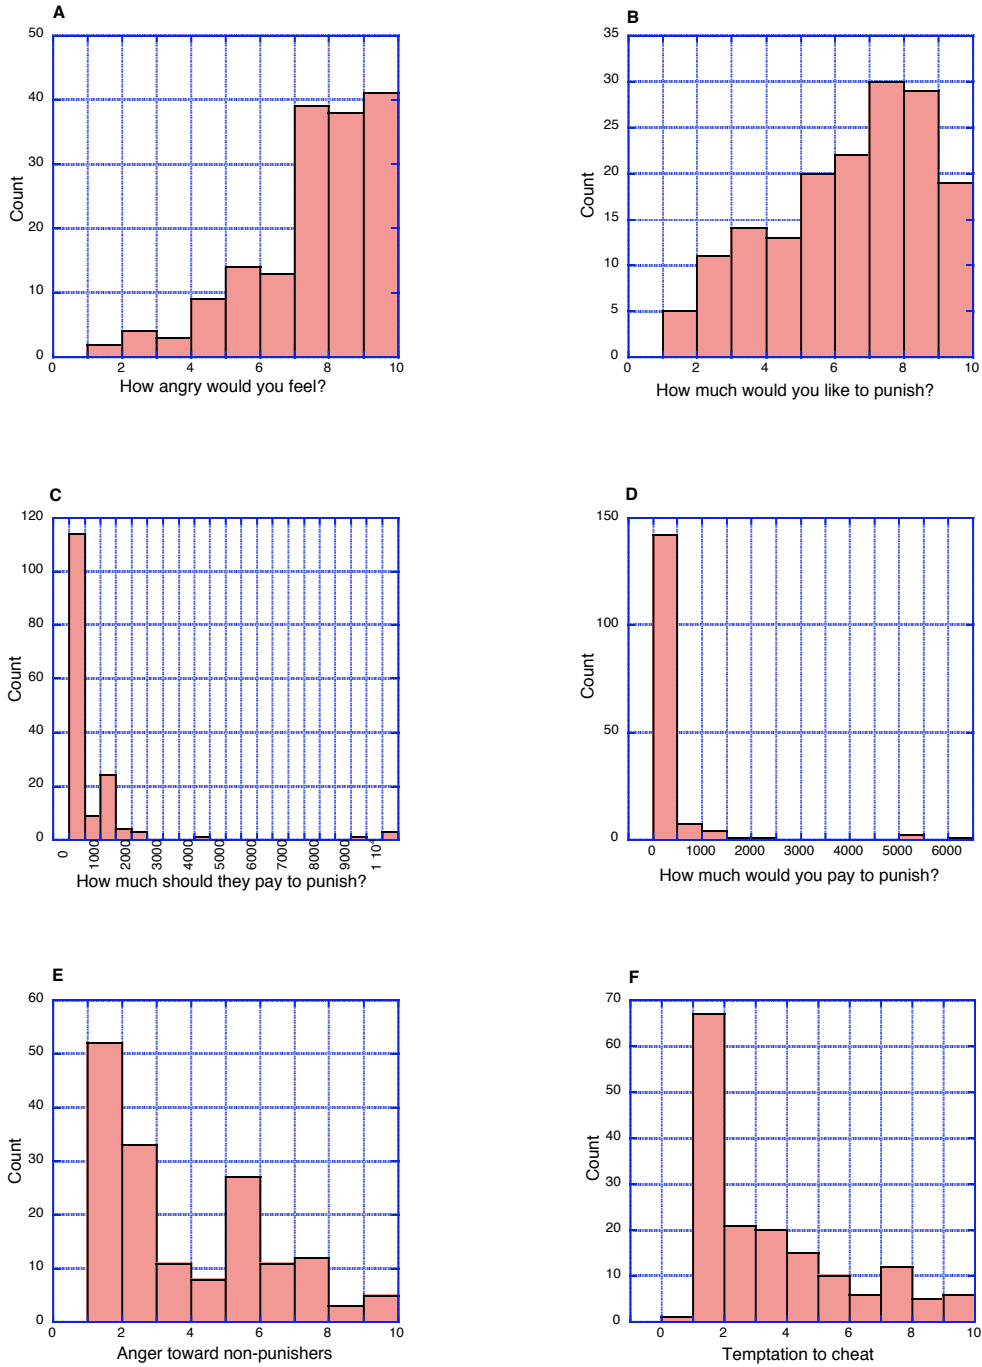 A
50
40
30
20
10
0
Count
0 2 4 6 8 10
How angry would you feel?
B
35
30
25
20
15
10
5
0
Count
0 2 4 6 8 10
How much would you like to punish?
C
120
100
80
60
40
20
0
Count
0 1000 2000 3000 4000 5000 6000 7000 8000 9000 1 10⁴
How much should they pay to punish?
D
150
100
50
0
Count
0 1000 2000 3000 4000 5000 6000
How much would you pay to punish?
E
60
50
40
30
20
10
0
Count
0 2 4 6 8 10
Anger toward non-punishers
F
70
60
50
40
30
20
10
0
Count
0 2 4 6 8 10
Temptation to cheat